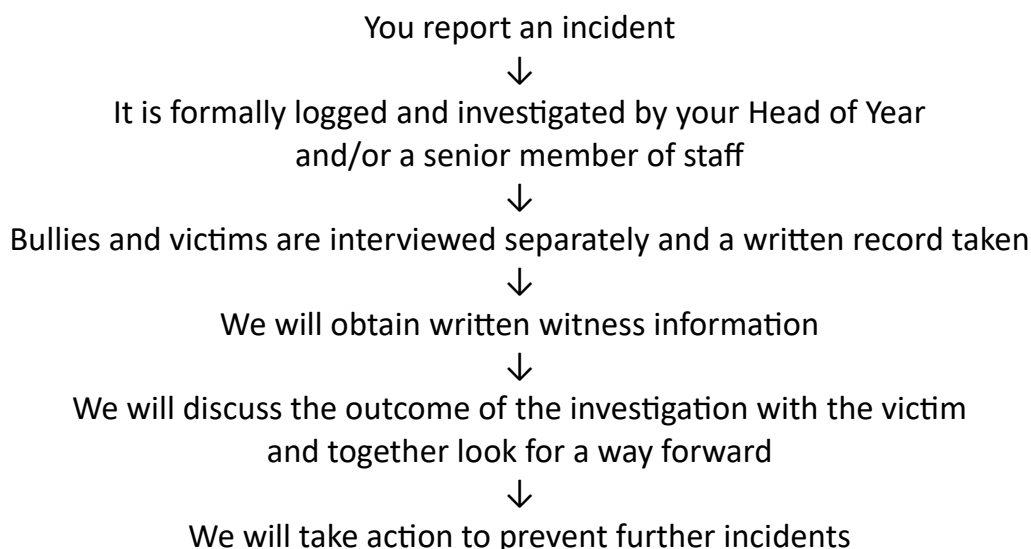 You report an incident
↓
It is formally logged and investigated by your Head of Year
and/or a senior member of staff
↓
Bullies and victims are interviewed separately and a written record taken
↓
We will obtain written witness information
↓
We will discuss the outcome of the investigation with the victim
and together look for a way forward
↓
We will take action to prevent further incidents